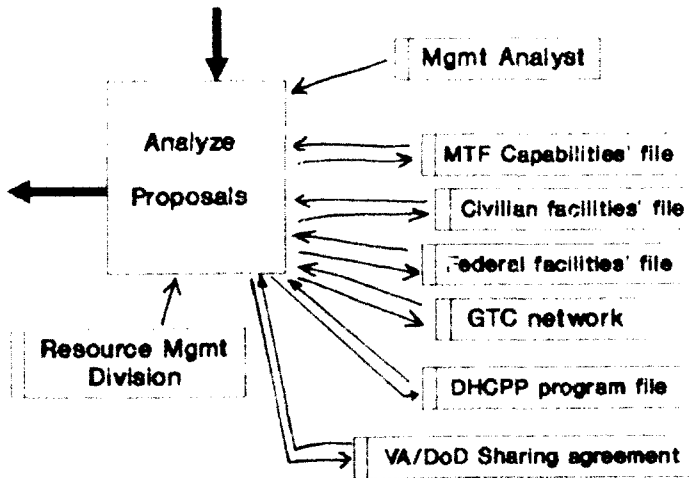 Mgmt Analyst
Analyze
Proposals
MTF Capabilities' file
Civilian facilities' file
Federal facilities' file
GTC network
Resource Mgmt
Division
DHCPP program file
VA/DoD Sharing agreement